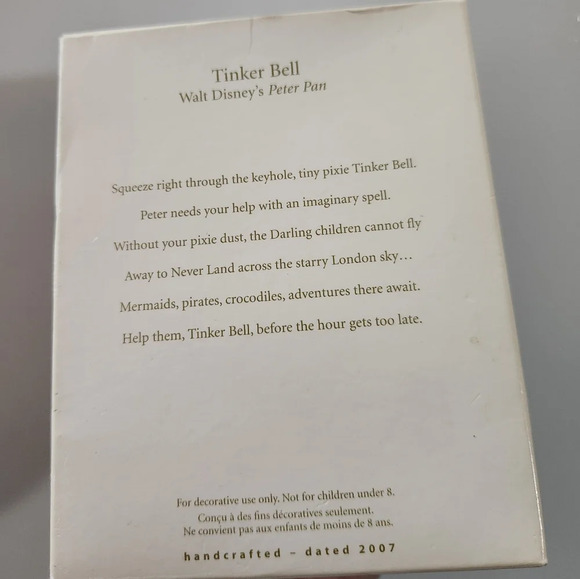 Tinker Bell
Walt Disney's Peter Pan
Squeeze right through the keyhole, tiny pixie Tinker Bell.
Peter needs your help with an imaginary spell.
Without your pixie dust, the Darling children cannot fly
Away to Never Land across the starry London sky...
Mermaids, pirates, crocodiles, adventures there await.
Help them, Tinker Bell, before the hour gets too late.
For decorative use only. Not for children under 8.
Conçu à des fins décoratives seulement.
Ne convient pas aux enfants de moins de 8 ans.
handcrafted – dated 2007